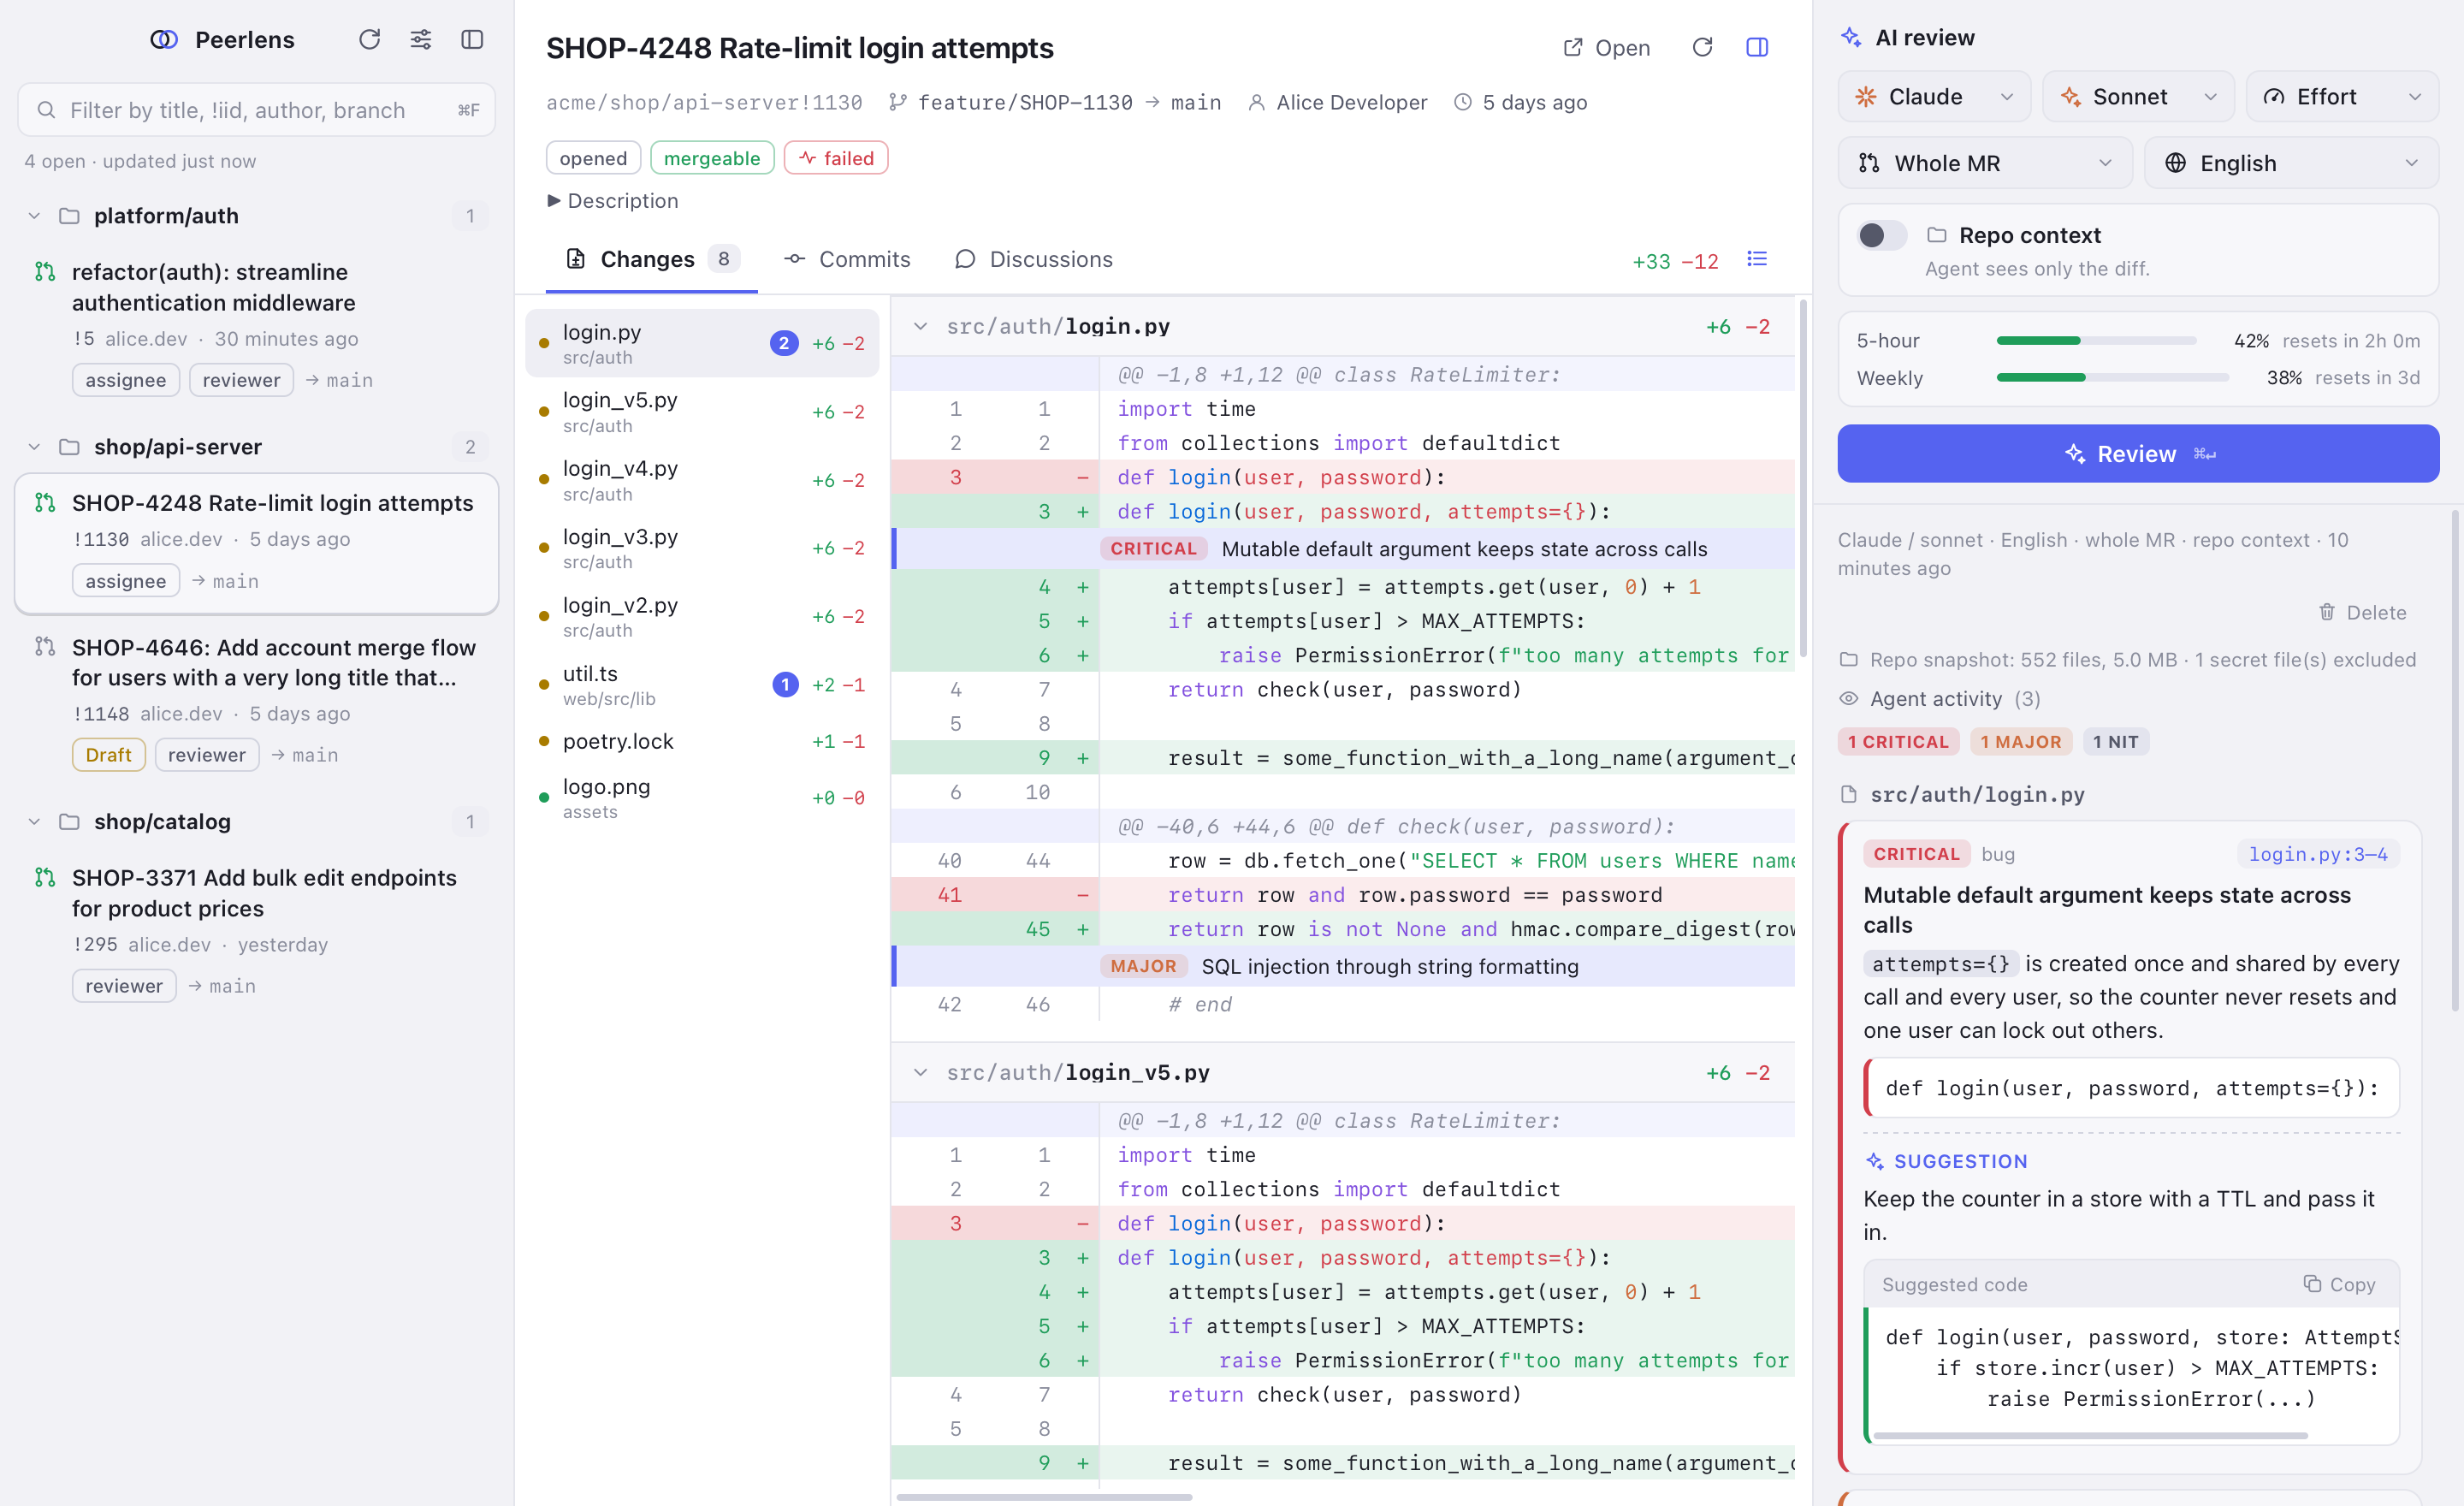 Peerlens
Filter by title, !iid, author, branch ⌘F
4 open · updated just now
platform/auth 1
refactor(auth): streamline
authentication middleware
!5 alice.dev · 30 minutes ago
assignee reviewer → main
shop/api-server 2
SHOP-4248 Rate-limit login attempts
!1130 alice.dev · 5 days ago
assignee → main
SHOP-4646: Add account merge flow
for users with a very long title that...
!1148 alice.dev · 5 days ago
Draft reviewer → main
shop/catalog 1
SHOP-3371 Add bulk edit endpoints
for product prices
!295 alice.dev · yesterday
reviewer → main
SHOP-4248 Rate-limit login attempts
Open
acme/shop/api-server!1130 feature/SHOP-1130 → main Alice Developer 5 days ago
opened mergeable failed
▶ Description
Changes 8 Commits Discussions +33 −12
login.py 2 +6 −2
src/auth
login_v5.py +6 −2
src/auth
login_v4.py +6 −2
src/auth
login_v3.py +6 −2
src/auth
login_v2.py +6 −2
src/auth
util.ts 1 +2 −1
web/src/lib
poetry.lock +1 −1
logo.png +0 −0
assets
src/auth/login.py +6 −2
@@ −1,8 +1,12 @@ class RateLimiter:
1 1 import time
2 2 from collections import defaultdict
3 − def login(user, password):
3 + def login(user, password, attempts={}):
CRITICAL Mutable default argument keeps state across calls
4 + attempts[user] = attempts.get(user, 0) + 1
5 + if attempts[user] > MAX_ATTEMPTS:
6 + raise PermissionError(f"too many attempts for
4 7 return check(user, password)
5 8
9 + result = some_function_with_a_long_name(argument_
6 10
@@ −40,6 +44,6 @@ def check(user, password):
40 44 row = db.fetch_one("SELECT * FROM users WHERE name
41 − return row and row.password == password
45 + return row is not None and hmac.compare_digest(row
MAJOR SQL injection through string formatting
42 46 # end
src/auth/login_v5.py +6 −2
@@ −1,8 +1,12 @@ class RateLimiter:
1 1 import time
2 2 from collections import defaultdict
3 − def login(user, password):
3 + def login(user, password, attempts={}):
4 + attempts[user] = attempts.get(user, 0) + 1
5 + if attempts[user] > MAX_ATTEMPTS:
6 + raise PermissionError(f"too many attempts for
4 7 return check(user, password)
5 8
9 + result = some_function_with_a_long_name(argument_
AI review
Claude Sonnet Effort
Whole MR English
Repo context
Agent sees only the diff.
5-hour 42% resets in 2h 0m
Weekly 38% resets in 3d
Review ⌘↵
Claude / sonnet · English · whole MR · repo context · 10
minutes ago
Delete
Repo snapshot: 552 files, 5.0 MB · 1 secret file(s) excluded
Agent activity (3)
1 CRITICAL 1 MAJOR 1 NIT
src/auth/login.py
CRITICAL bug login.py:3–4
Mutable default argument keeps state across
calls
attempts={} is created once and shared by every
call and every user, so the counter never resets and
one user can lock out others.
def login(user, password, attempts={}):
SUGGESTION
Keep the counter in a store with a TTL and pass it
in.
Suggested code Copy
def login(user, password, store: Attempt
if store.incr(user) > MAX_ATTEMPTS:
raise PermissionError(...)